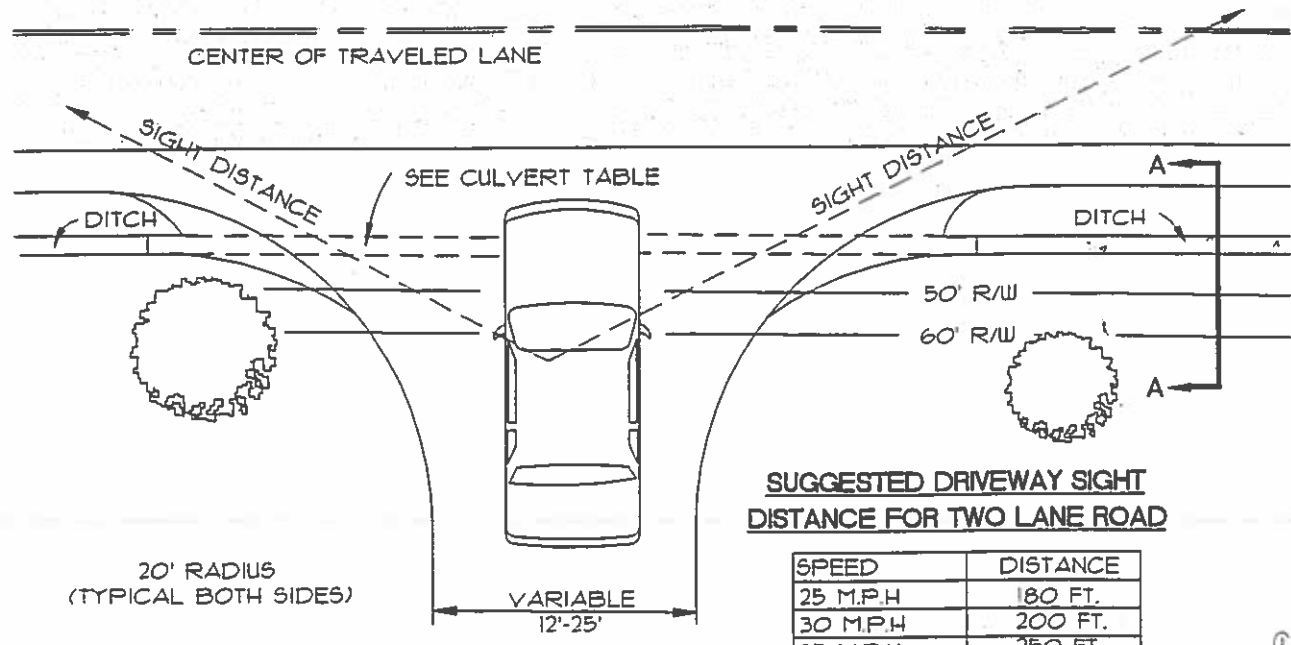 CENTER OF TRAVELED LANE
SIGHT DISTANCE
SIGHT DISTANCE
SEE CULVERT TABLE
A
DITCH
DITCH
50' R/W
60' R/W
A
SUGGESTED DRIVEWAY SIGHT
DISTANCE FOR TWO LANE ROAD
20' RADIUS
(TYPICAL BOTH SIDES)
VARIABLE
12'-25'
SPEED DISTANCE
25 M.P.H 180 FT.
30 M.P.H 200 FT.
250 FT.